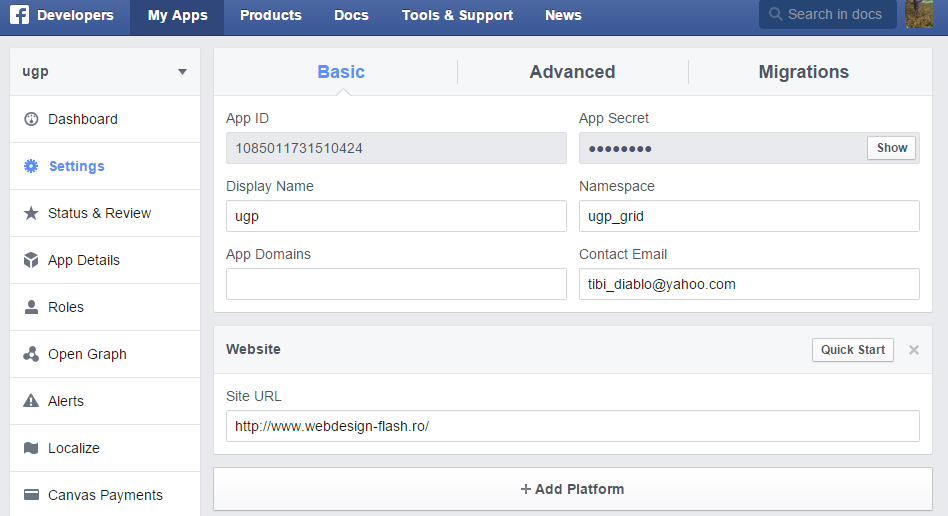 Developers My Apps Products Docs Tools & Support News Search in docs
ugp
Dashboard
Settings
Status & Review
App Details
Roles
Open Graph
Alerts
Localize
Canvas Payments
Basic Advanced Migrations
App ID App Secret
1085011731510424 ●●●●●●●● Show
Display Name Namespace
ugp ugp_grid
App Domains Contact Email
tibi_diablo@yahoo.com
Website Quick Start ×
Site URL
http://www.webdesign-flash.ro/
+ Add Platform